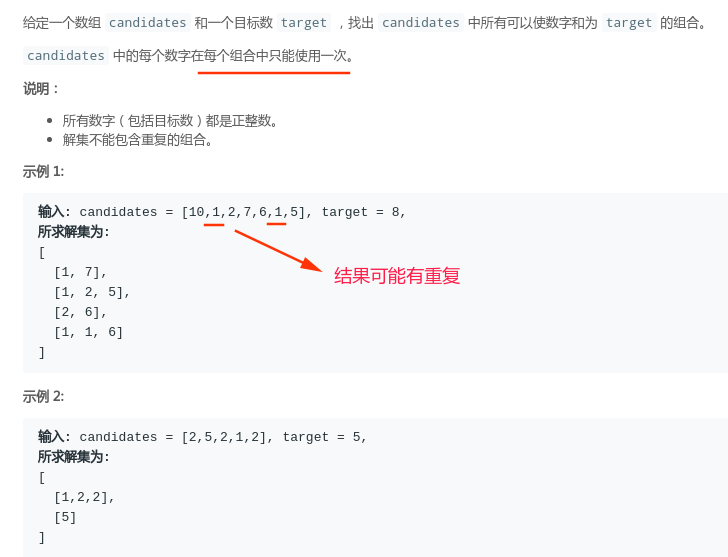 给定一个数组 candidates 和一个目标数 target ，找出 candidates 中所有可以使数字和为 target 的组合。
candidates 中的每个数字在每个组合中只能使用一次。
说明：
• 所有数字（包括目标数）都是正整数。
• 解集不能包含重复的组合。
示例 1:
输入: candidates = [10,1,2,7,6,1,5], target = 8,
所求解集为:
[
[1, 7],
结果可能有重复
[1, 2, 5],
[2, 6],
[1, 1, 6]
]
示例 2:
输入: candidates = [2,5,2,1,2], target = 5,
所求解集为:
[
[1,2,2],
[5]
]